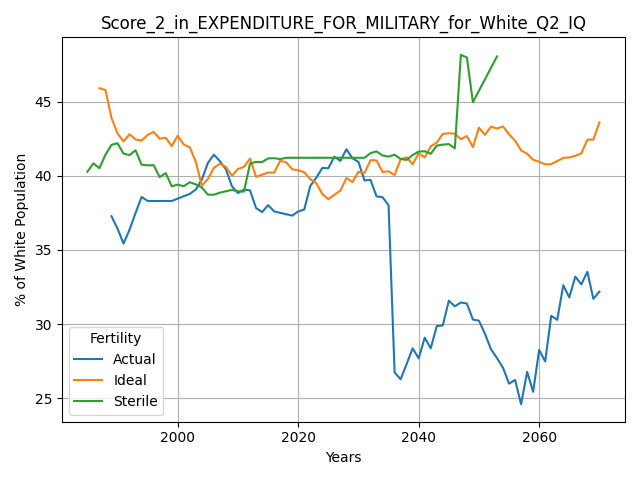 Score_2_in_EXPENDITURE_FOR_MILITARY_for_White_Q2_IQ
% of White Population
45
40
35
30
25
Fertility
Actual
Ideal
Sterile
2000
2020
2040
2060
Years